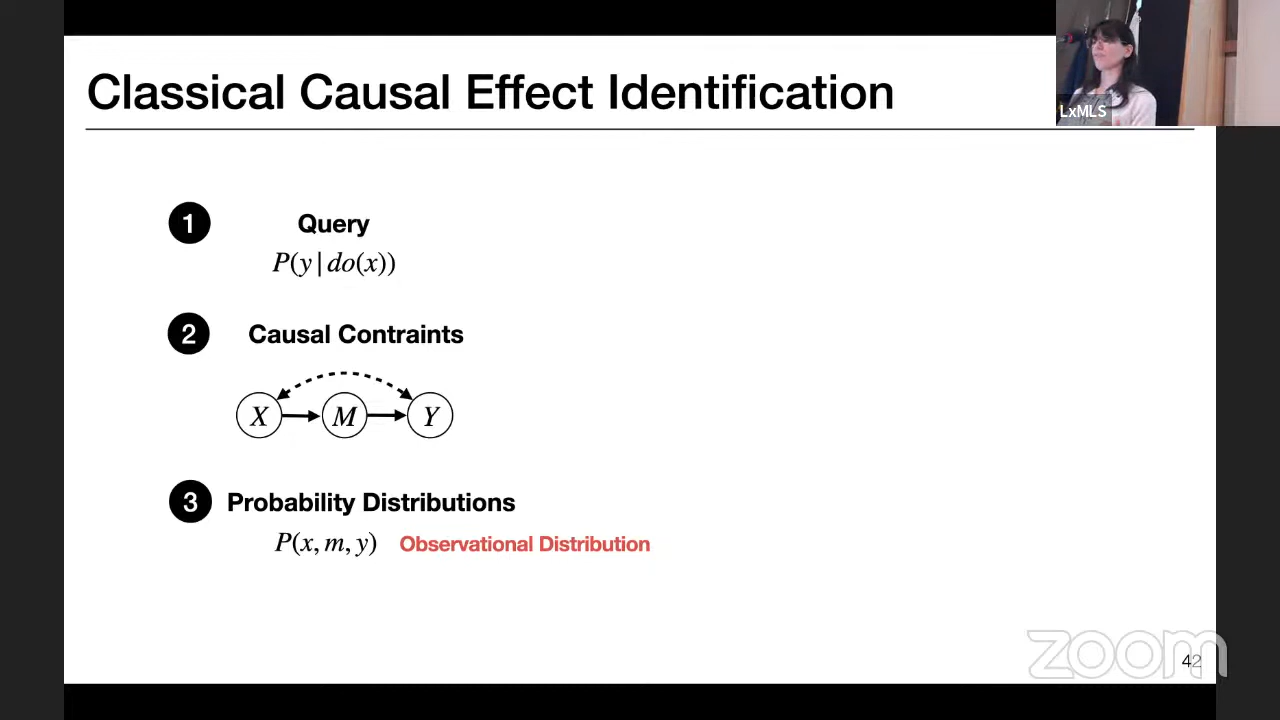 Classical Causal Effect Identification
LxMLS
1 Query
P(y | do(x))
2 Causal Contraints
X M Y
3 Probability Distributions
P(x, m, y) Observational Distribution
zoom
42